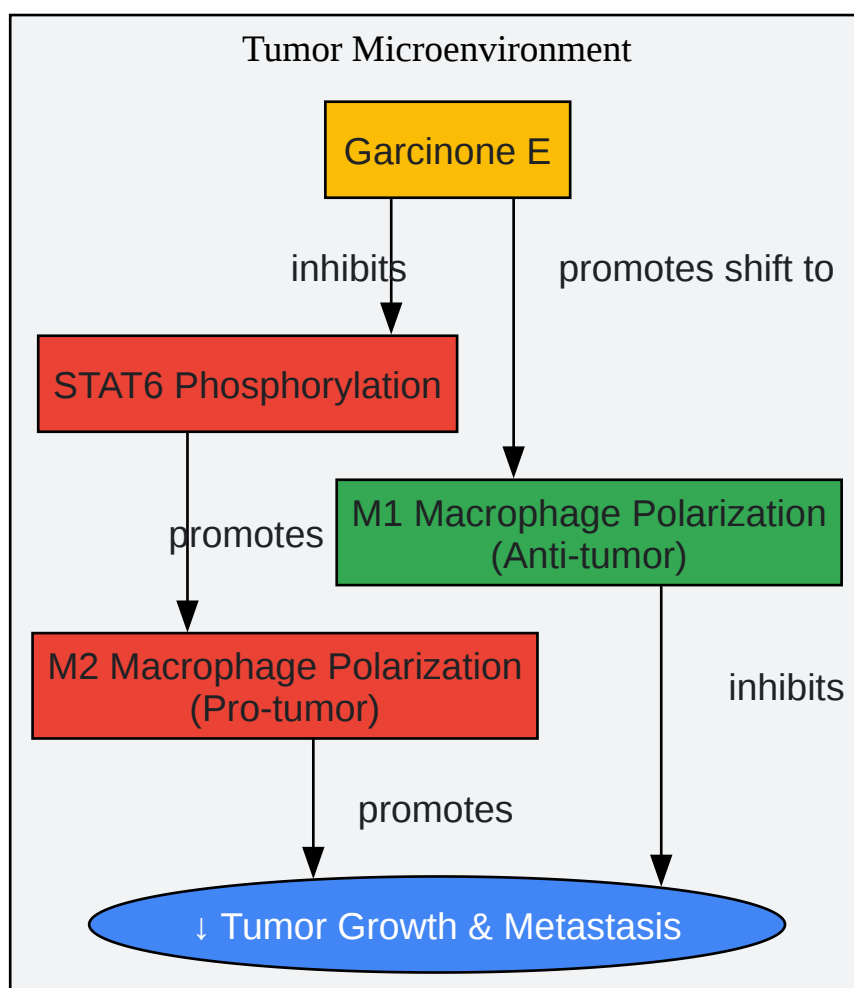 Tumor Microenvironment
Garcinone E
inhibits
promotes shift to
STAT6 Phosphorylation
M1 Macrophage Polarization
(Anti-tumor)
promotes
M2 Macrophage Polarization
(Pro-tumor)
inhibits
promotes
↓ Tumor Growth & Metastasis